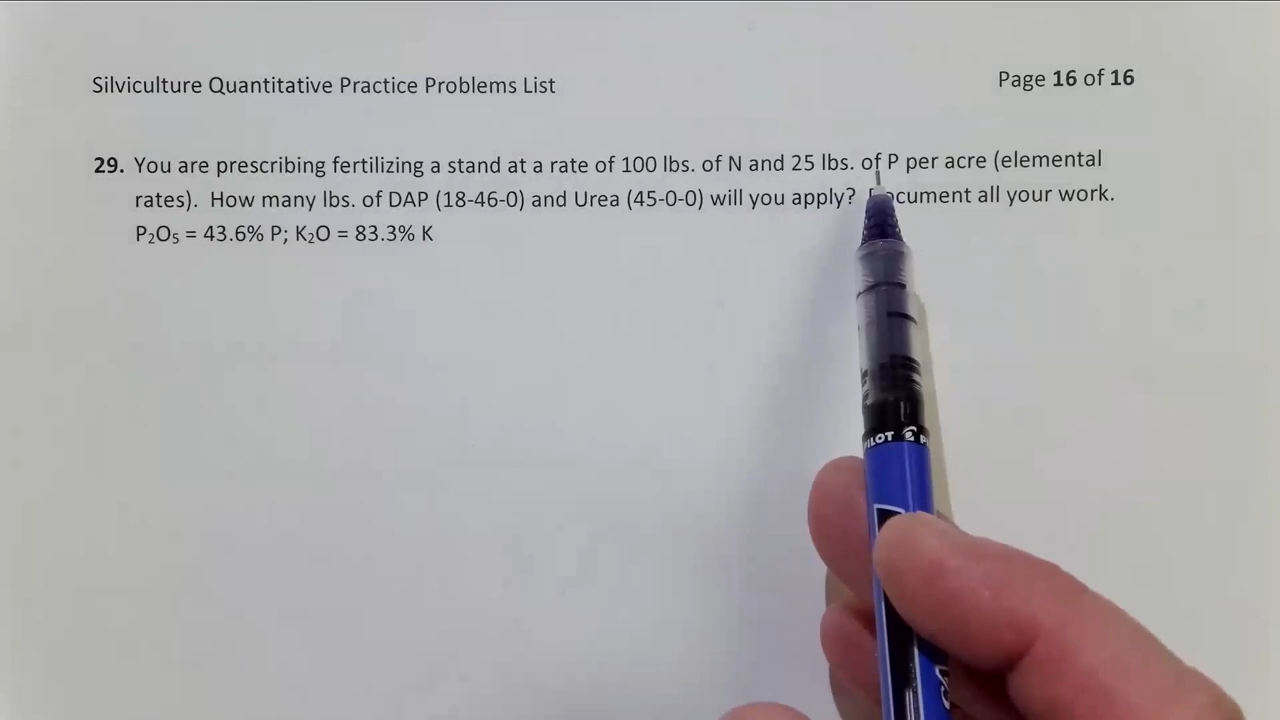 Silviculture Quantitative Practice Problems List
Page 16 of 16
29. You are prescribing fertilizing a stand at a rate of 100 lbs. of N and 25 lbs. of P per acre (elemental
rates). How many lbs. of DAP (18-46-0) and Urea (45-0-0) will you apply? all your work.
P₂O₅ = 43.6% P; K₂O = 83.3% K
PILOT